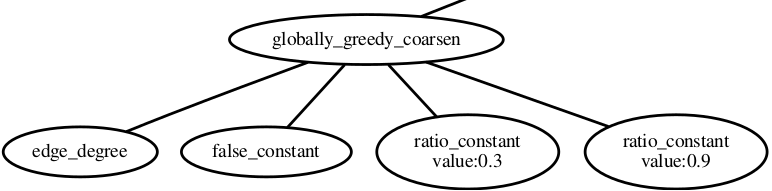 globally_greedy_coarsen
edge_degree
false_constant
ratio_constant
value:0.3
ratio_constant
value:0.9